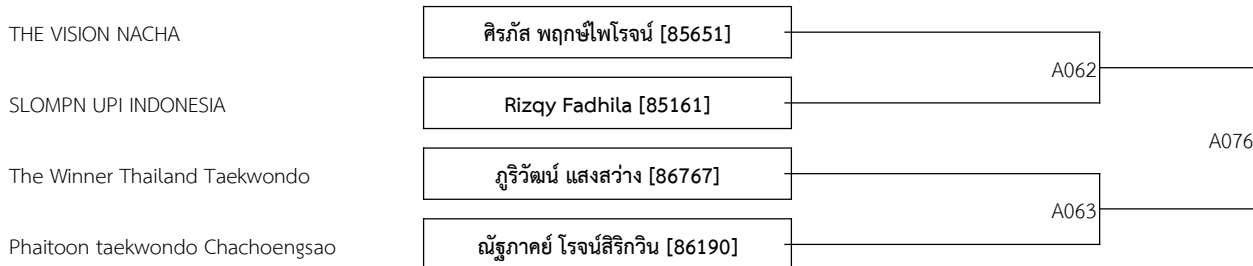 THE VISION NACHA
ศิรภัส พฤกษ์ไพโรจน์ [85651]
A062
SLOMPN UPI INDONESIA
Rizqy Fadhila [85161]
A076
The Winner Thailand Taekwondo
ภูริวัฒน์ แสงสว่าง [86767]
A063
Phaitoon taekwondo Chachoengsao
ณัฐภาคย์ โรจน์สิริกวิน [86190]